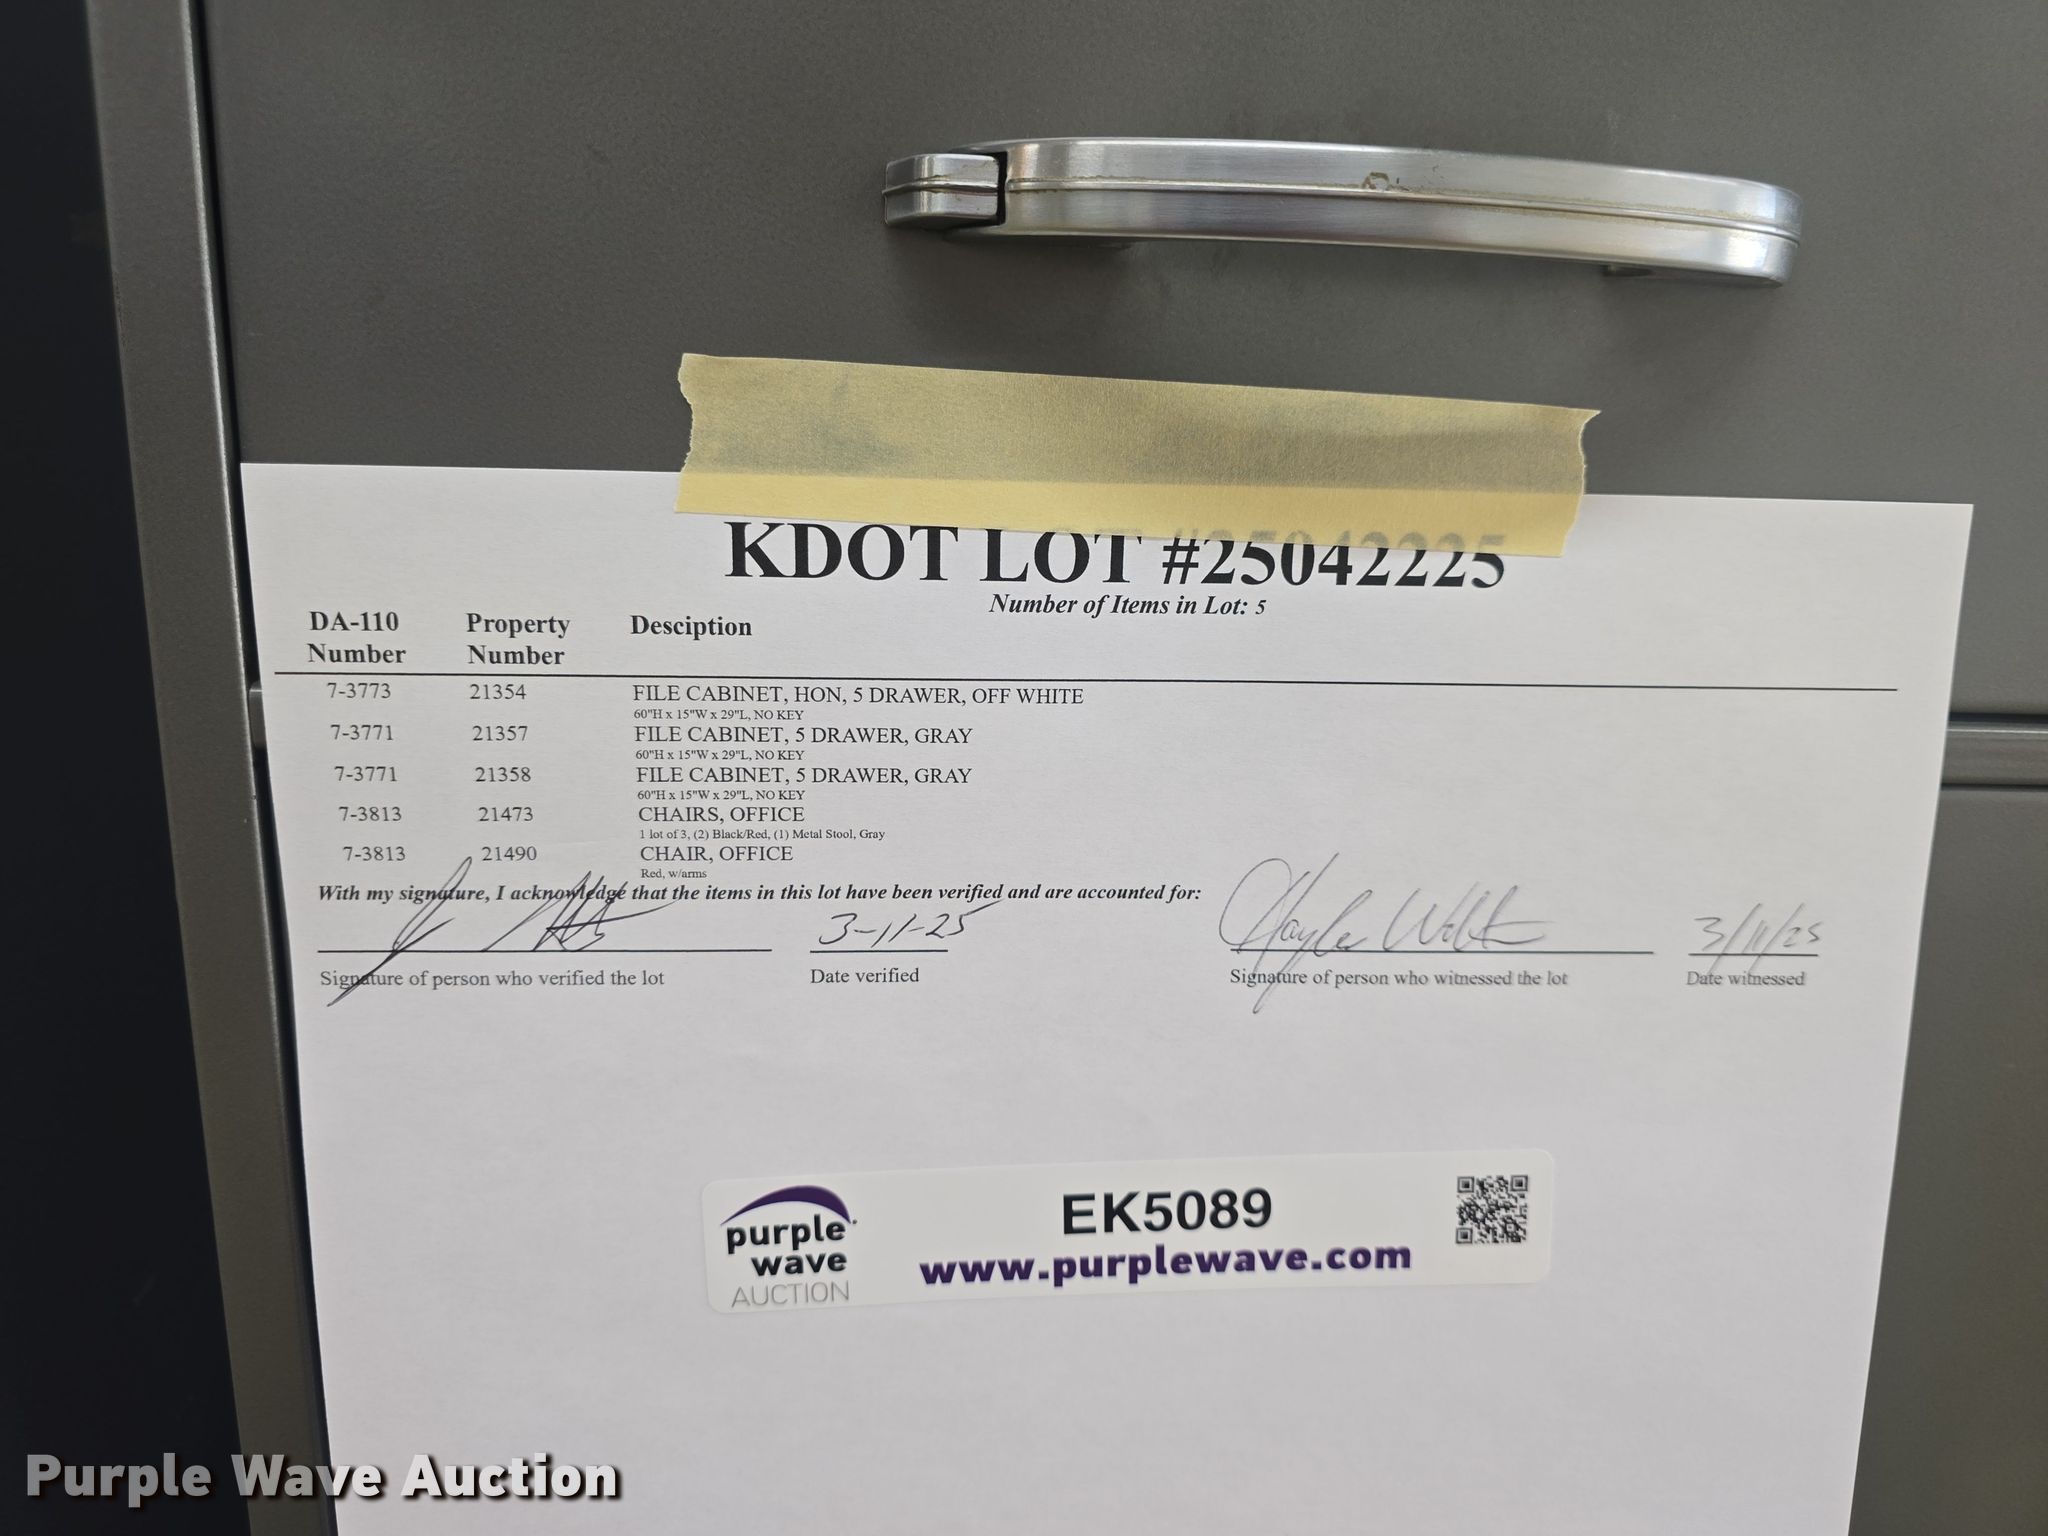 KDOT LOT #25042225
Number of Items in Lot: 5
DA-110 Number Property Number Desciption
7-3773 21354 FILE CABINET, HON, 5 DRAWER, OFF WHITE
60"H x 15"W x 29"L, NO KEY
7-3771 21357 FILE CABINET, 5 DRAWER, GRAY
60"H x 15"W x 29"L, NO KEY
7-3771 21358 FILE CABINET, 5 DRAWER, GRAY
60"H x 15"W x 29"L, NO KEY
7-3813 21473 CHAIRS, OFFICE
1 lot of 3, (2) Black/Red, (1) Metal Stool, Gray
7-3813 21490 CHAIR, OFFICE
Red, w/arms
With my signature, I acknowledge that the items in this lot have been verified and are accounted for:
3-11-25 3/11/25
Signature of person who verified the lot Date verified Signature of person who witnessed the lot Date witnessed
purple wave AUCTION
EK5089
www.purplewave.com
Purple Wave Auction